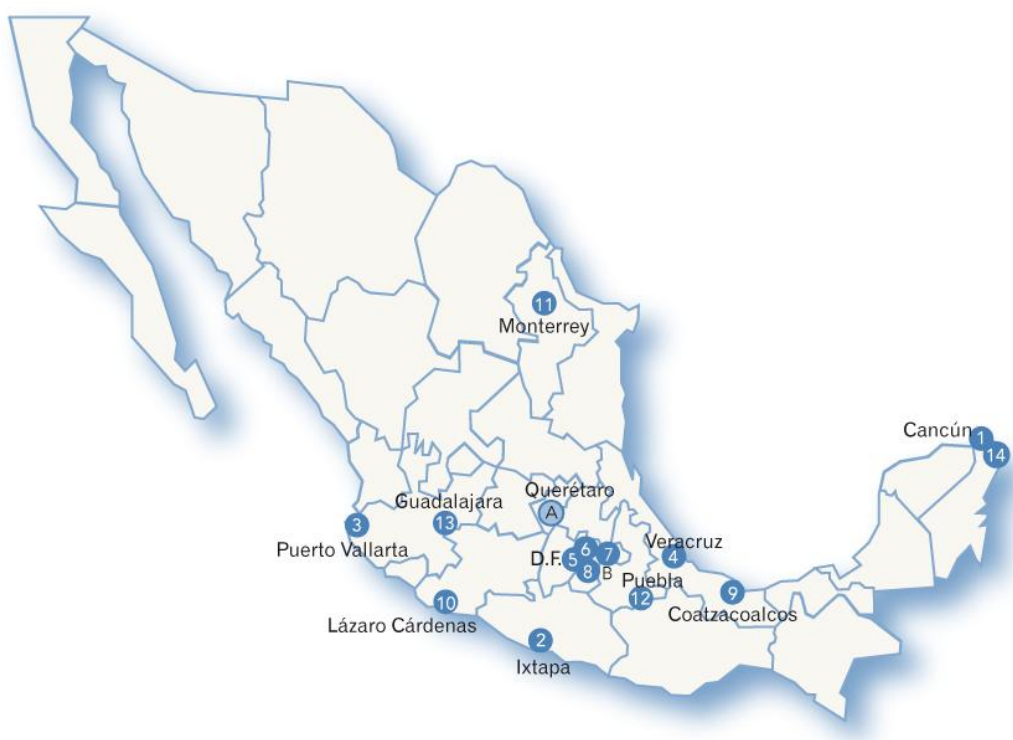 11
Monterrey
Cancún
1
14
Querétaro
A
Guadalajara
13
3
Puerto Vallarta
Veracruz
4
D.F.
5
6
7
8
B
Puebla
12
9
Coatzacoalcos
10
Lázaro Cárdenas
2
Ixtapa